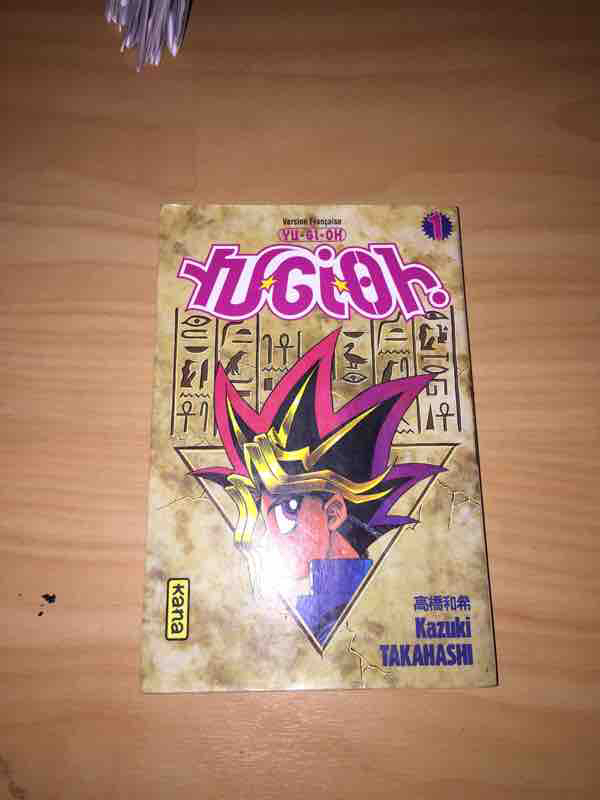 Version Française
YU-GI-OH
1
YU·GI·OH.
高橋和希
Kazuki
TAKAHASHI
Kana